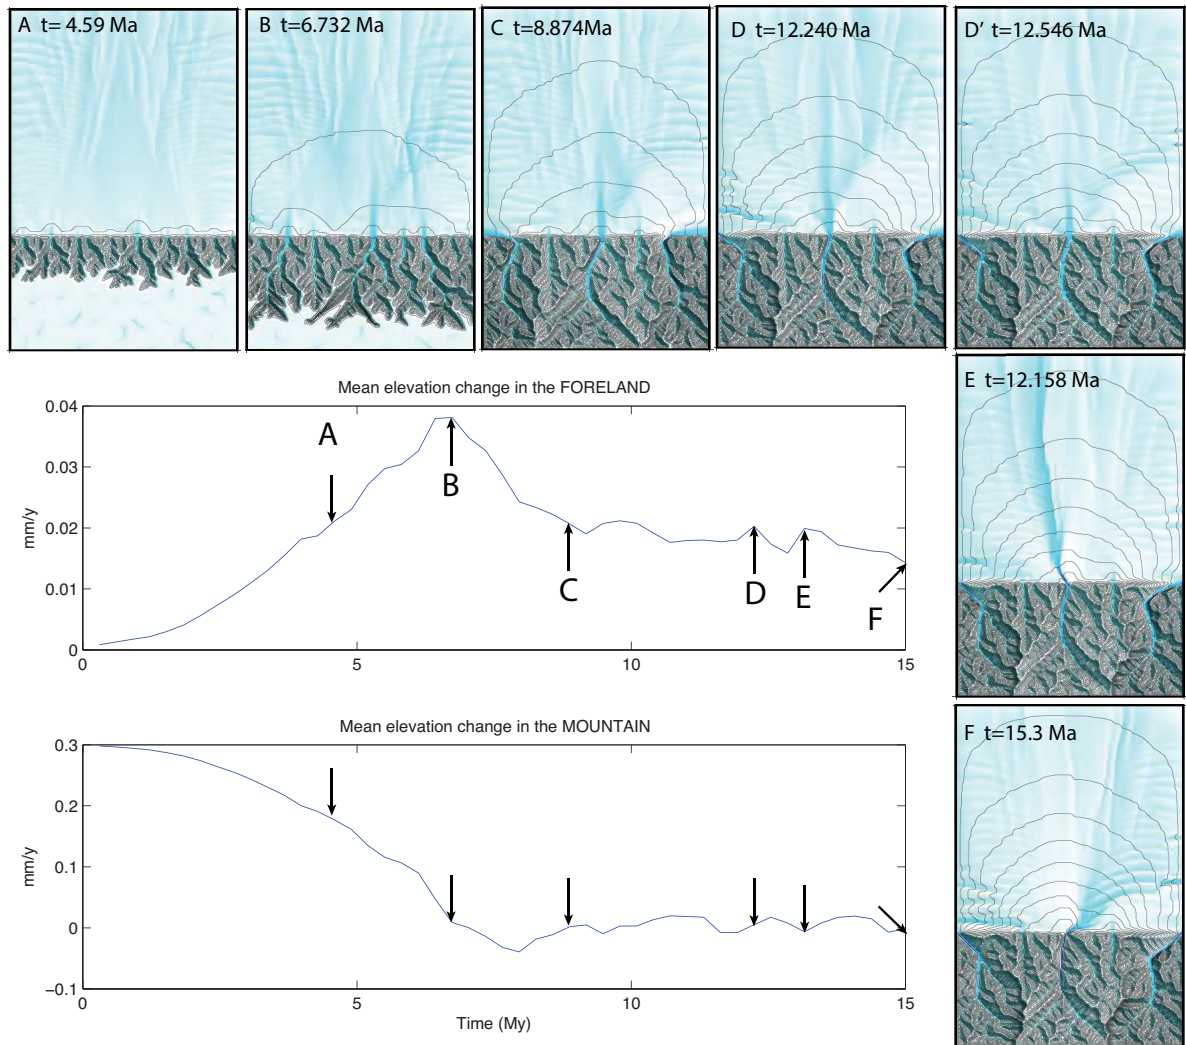 A t= 4.59 Ma
B t=6.732 Ma
C t=8.874Ma
D t=12.240 Ma
D' t=12.546 Ma
E t=12.158 Ma
F t=15.3 Ma
Mean elevation change in the FORELAND
0.04
0.03
0.02
0.01
0
mm/y
A
B
C
D
E
F
0
5
10
15
Mean elevation change in the MOUNTAIN
0.3
0.2
0.1
0
−0.1
mm/y
0
5
10
15
Time (My)